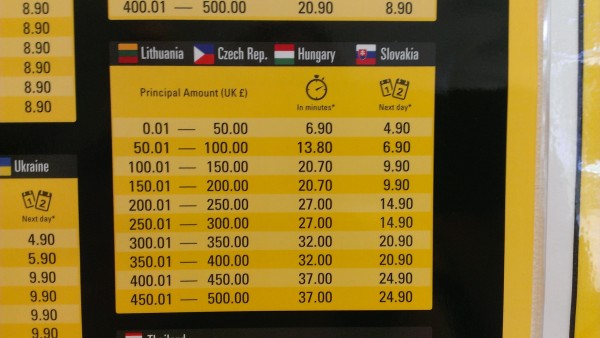 8.90
8.90
8.90
8.90
8.90
8.90
Ukraine
Next day*
4.90
5.90
9.90
9.90
9.90
9.90
400.01 — 500.00 20.90 8.90
Lithuania Czech Rep. Hungary Slovakia
Principal Amount (UK £) In minutes* 1 2 Next day*
0.01 — 50.00 6.90 4.90
50.01 — 100.00 13.80 6.90
100.01 — 150.00 20.70 9.90
150.01 — 200.00 20.70 9.90
200.01 — 250.00 27.00 14.90
250.01 — 300.00 27.00 14.90
300.01 — 350.00 32.00 20.90
350.01 — 400.00 32.00 20.90
400.01 — 450.00 37.00 24.90
450.01 — 500.00 37.00 24.90
Thailand